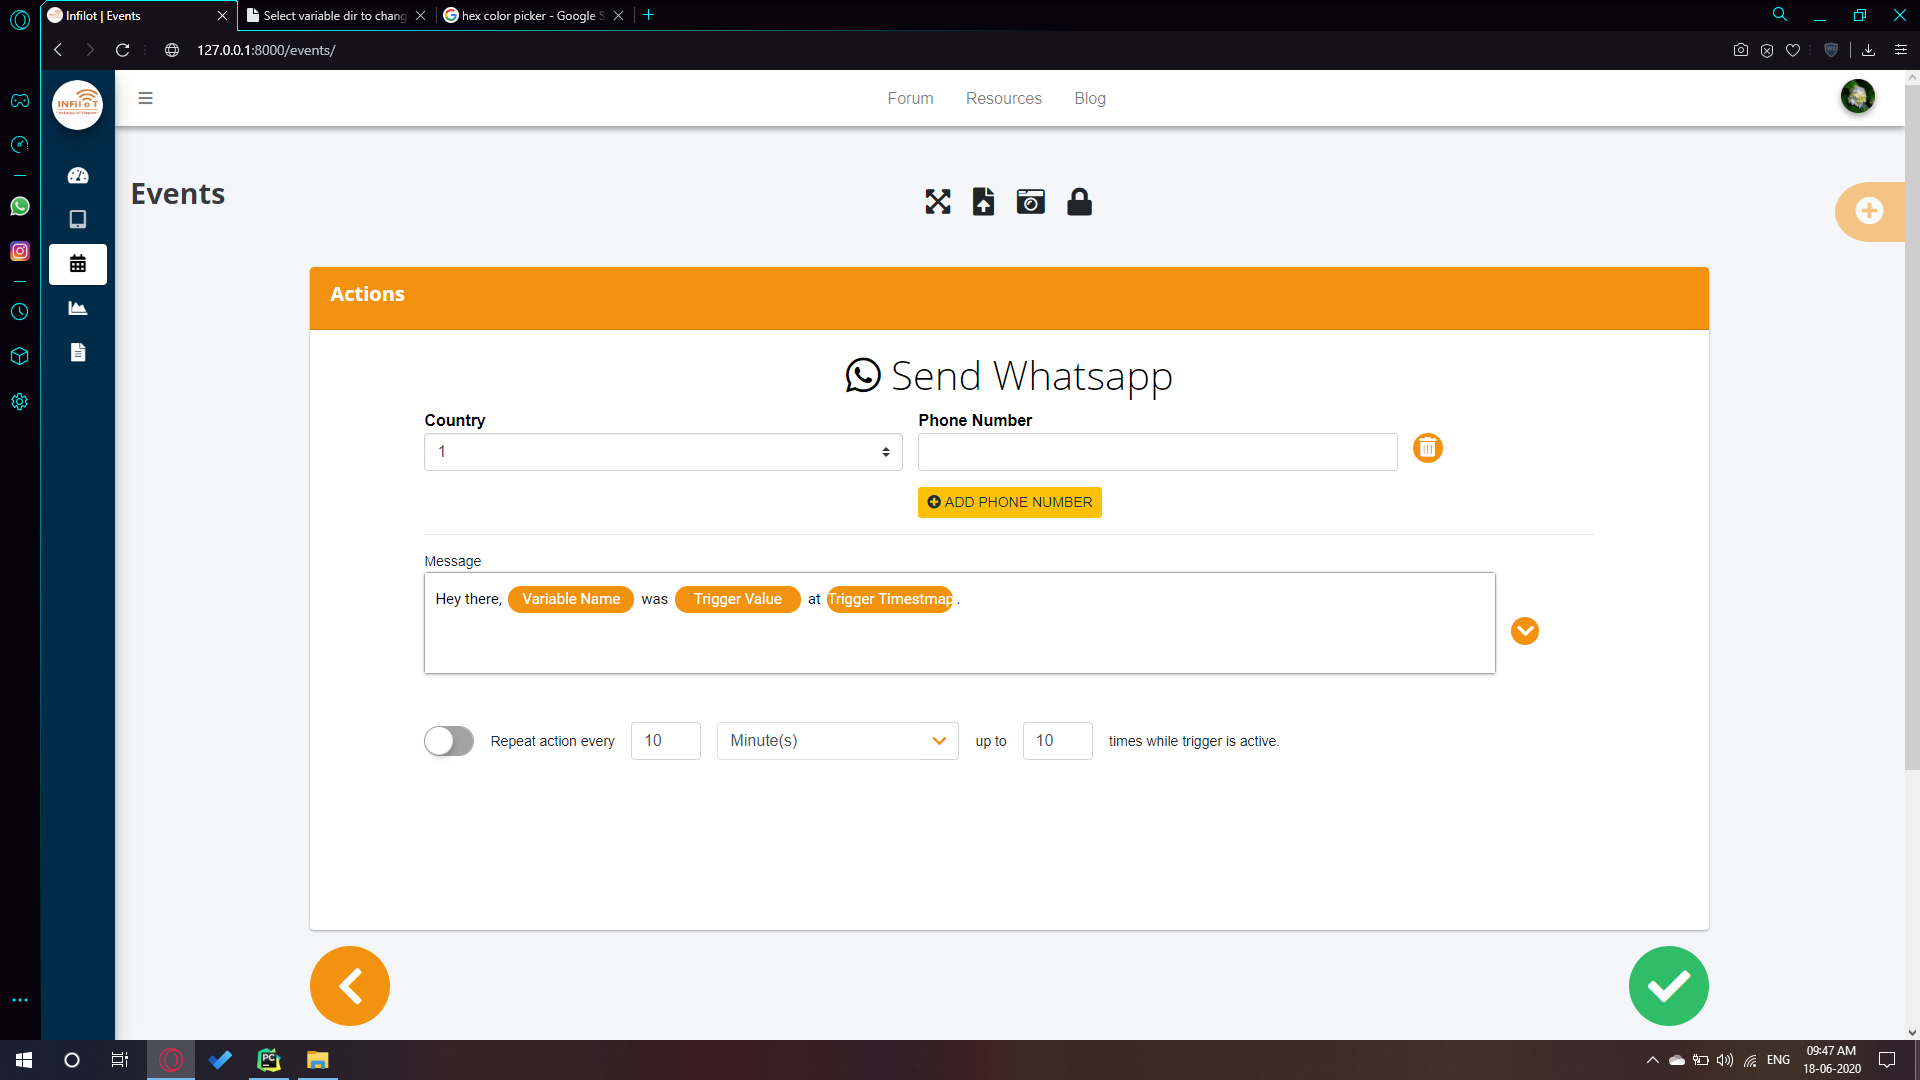 Infilot | Events
Select variable dir to chang
hex color picker - Google S
127.0.0.1:8000/events/
INFiIoT
Forum
Resources
Blog
Events
Actions
Send Whatsapp
Country
Phone Number
1
ADD PHONE NUMBER
Message
Hey there, Variable Name was Trigger Value at Trigger Timestmap .
Repeat action every 10 Minute(s) up to 10 times while trigger is active.
PC
ENG
09:47 AM
18-06-2020